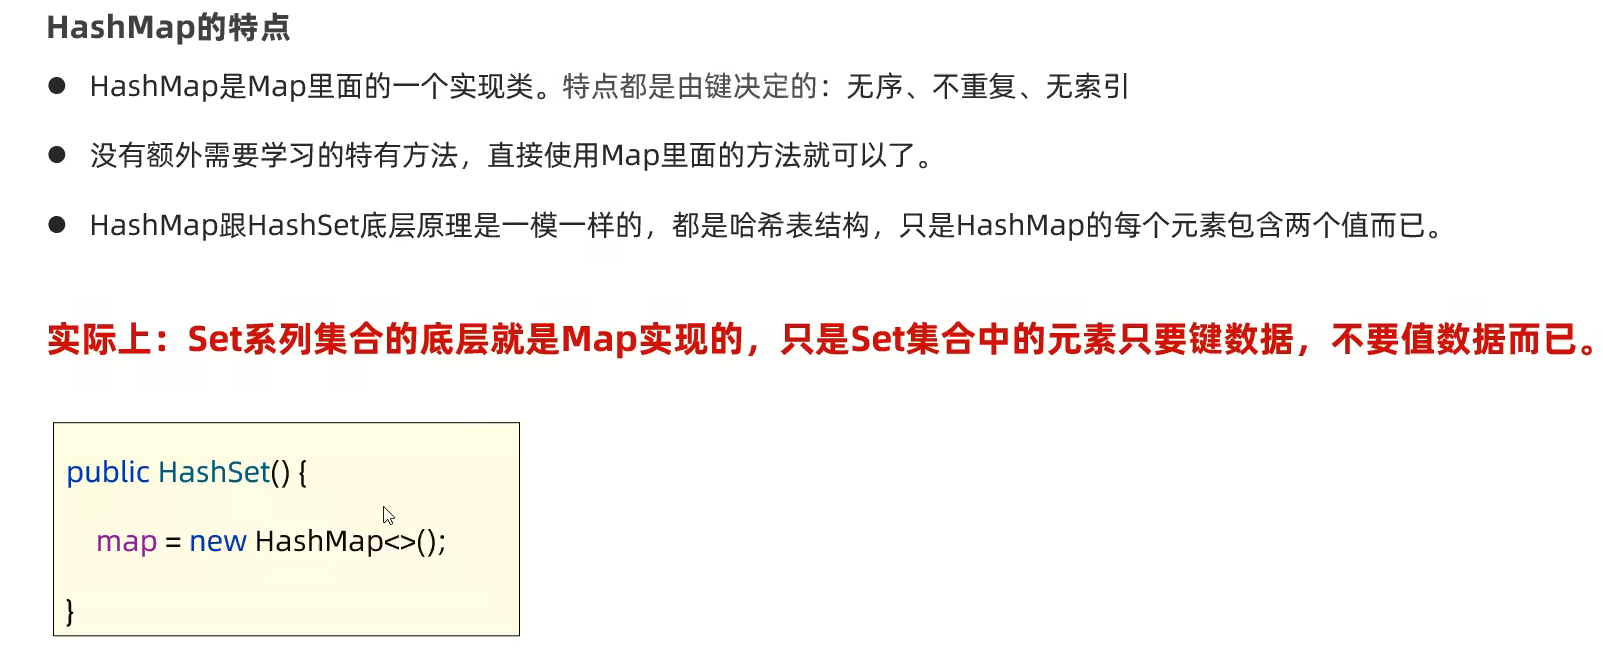 HashMap的特点
● HashMap是Map里面的一个实现类。特点都是由键决定的：无序、不重复、无索引
● 没有额外需要学习的特有方法，直接使用Map里面的方法就可以了。
● HashMap跟HashSet底层原理是一模一样的，都是哈希表结构，只是HashMap的每个元素包含两个值而已。
实际上：Set系列集合的底层就是Map实现的，只是Set集合中的元素只要键数据，不要值数据而已。
public HashSet() {
map = new HashMap<>();
}